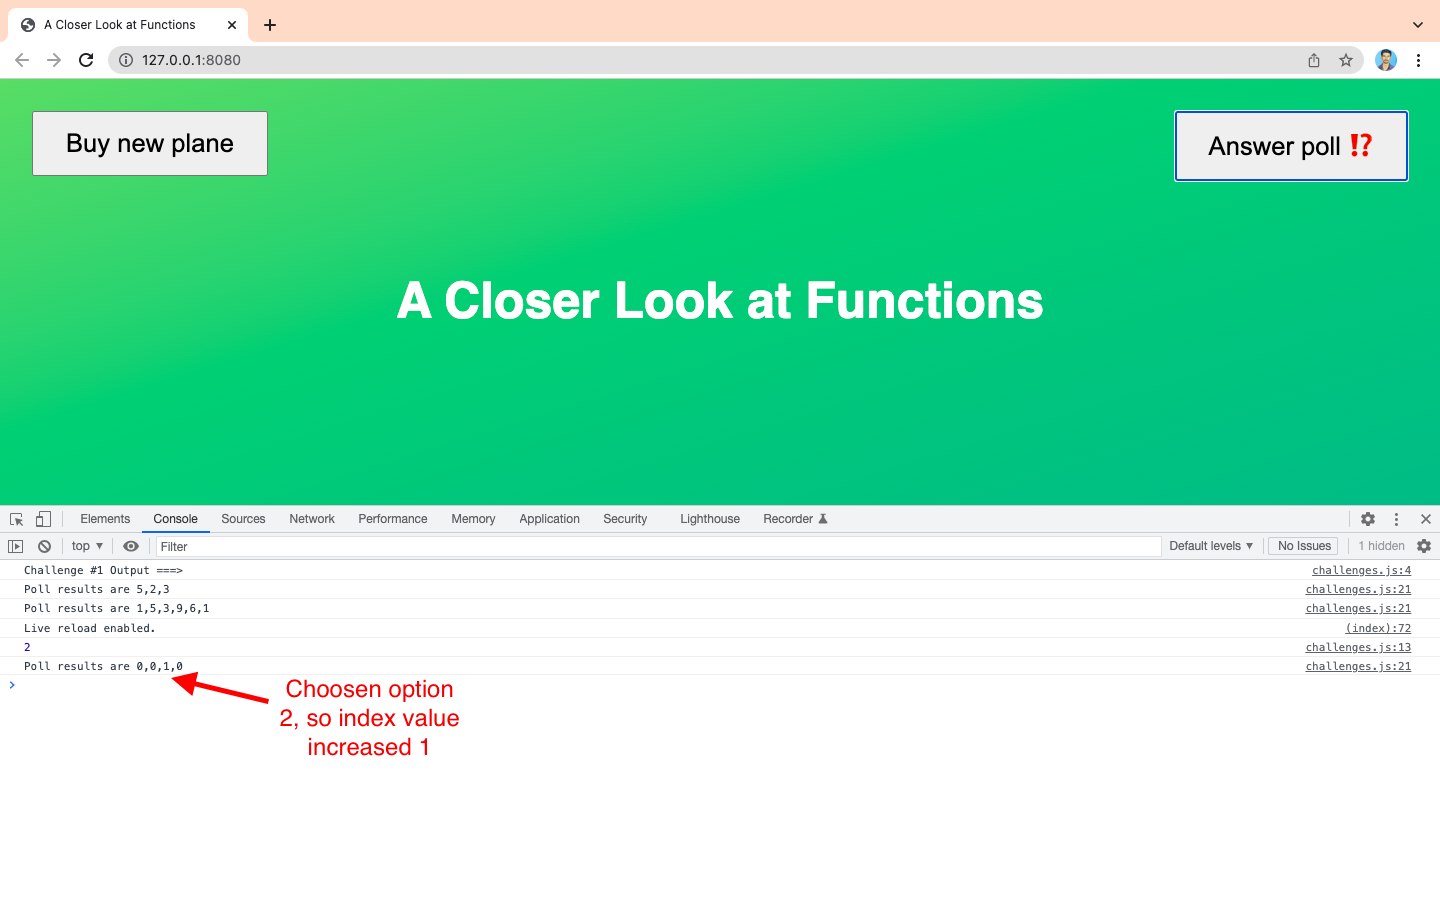 A Closer Look at Functions
127.0.0.1:8080
Buy new plane
Answer poll ⁉️
A Closer Look at Functions
Elements Console Sources Network Performance Memory Application Security Lighthouse Recorder
top Filter Default levels No Issues 1 hidden
Challenge #1 Output ===> challenges.js:4
Poll results are 5,2,3 challenges.js:21
Poll results are 1,5,3,9,6,1 challenges.js:21
Live reload enabled. (index):72
2 challenges.js:13
Poll results are 0,0,1,0 challenges.js:21
Choosen option
2, so index value
increased 1